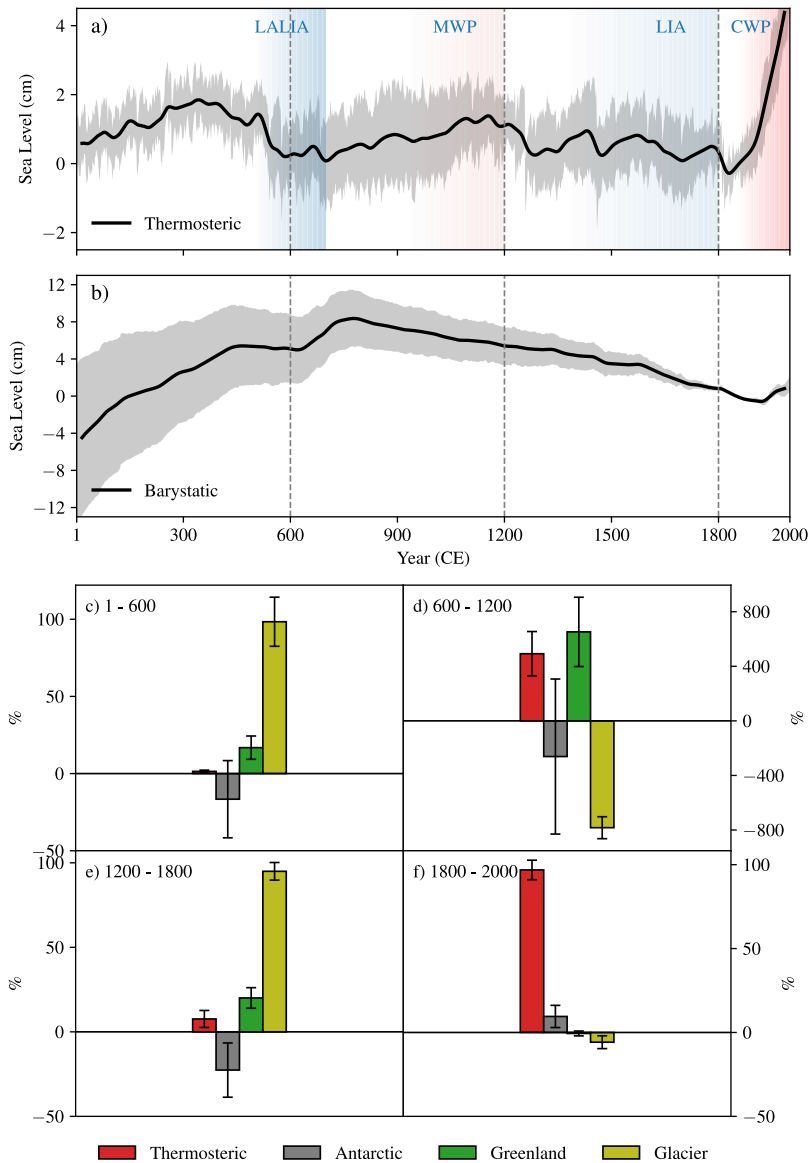 a)
LALIA
MWP
LIA
CWP
4
2
0
−2
Sea Level (cm)
Thermosteric
b)
12
8
4
0
−4
−8
−12
Sea Level (cm)
Barystatic
1
300
600
900
1200
1500
1800
2000
Year (CE)
c) 1 - 600
100
50
0
−50
%
d) 600 - 1200
800
400
0
−400
−800
%
e) 1200 - 1800
100
50
0
−50
%
f) 1800 - 2000
100
50
0
−50
%
Thermosteric
Antarctic
Greenland
Glacier